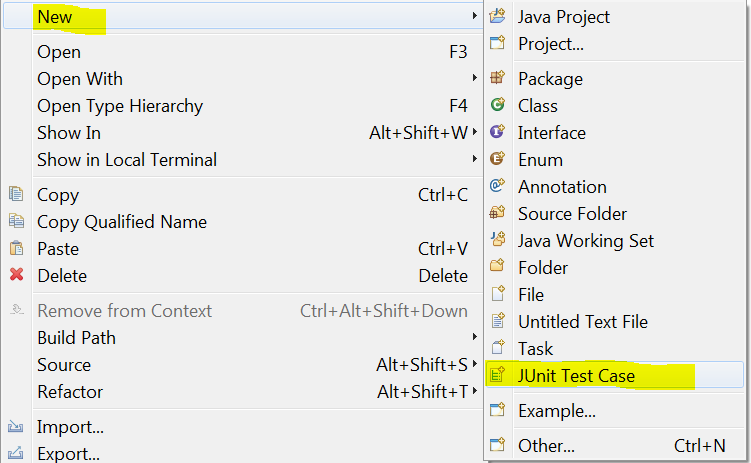 New
Open F3
Open With
Open Type Hierarchy F4
Show In Alt+Shift+W
Show in Local Terminal
Copy Ctrl+C
Copy Qualified Name
Paste Ctrl+V
Delete Delete
Remove from Context Ctrl+Alt+Shift+Down
Build Path
Source Alt+Shift+S
Refactor Alt+Shift+T
Import...
Export...
Java Project
Project...
Package
Class
Interface
Enum
Annotation
Source Folder
Java Working Set
Folder
File
Untitled Text File
Task
JUnit Test Case
Example...
Other... Ctrl+N